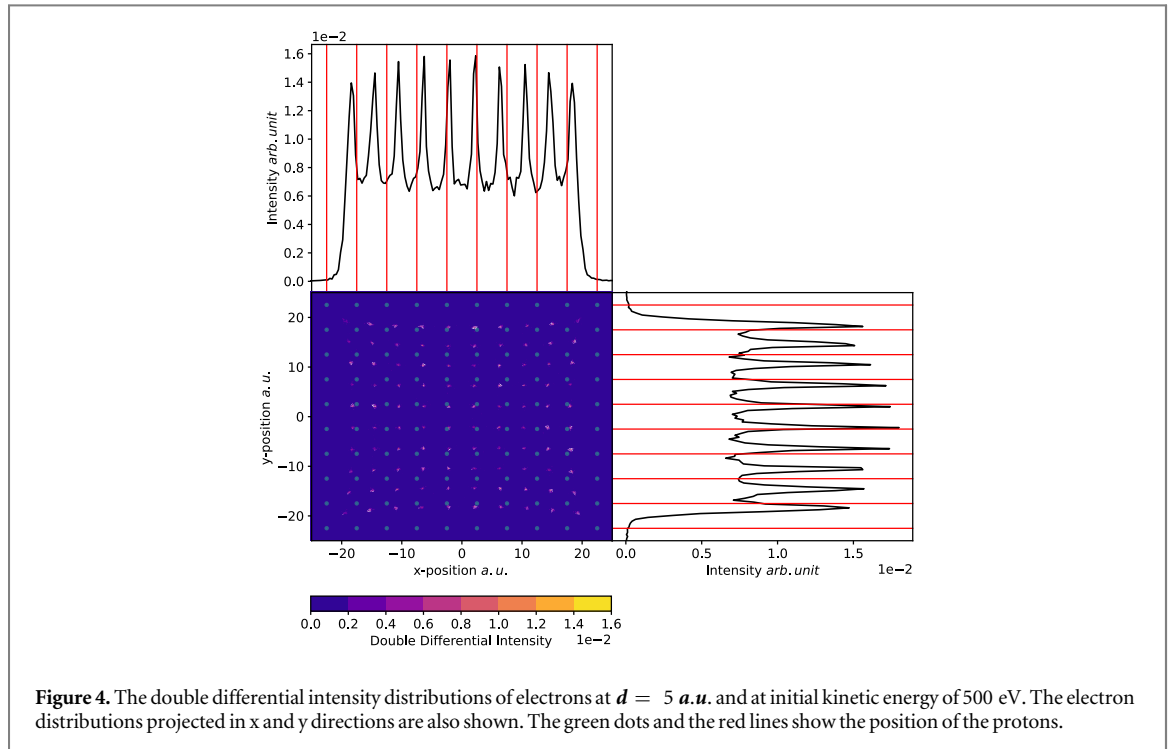 1e−2
1.6
1.4
1.2
1.0
0.8
0.6
0.4
0.2
0.0
Intensity arb.unit
20
10
0
−10
−20
y-position a.u.
−20 −10 0 10 20
x-position a.u.
0.0 0.5 1.0 1.5
Intensity arb.unit 1e−2
0.0 0.2 0.4 0.6 0.8 1.0 1.2 1.4 1.6
Double Differential Intensity 1e−2
Figure 4. The double differential intensity distributions of electrons at d = 5 a.u. and at initial kinetic energy of 500 eV. The electron
distributions projected in x and y directions are also shown. The green dots and the red lines show the position of the protons.